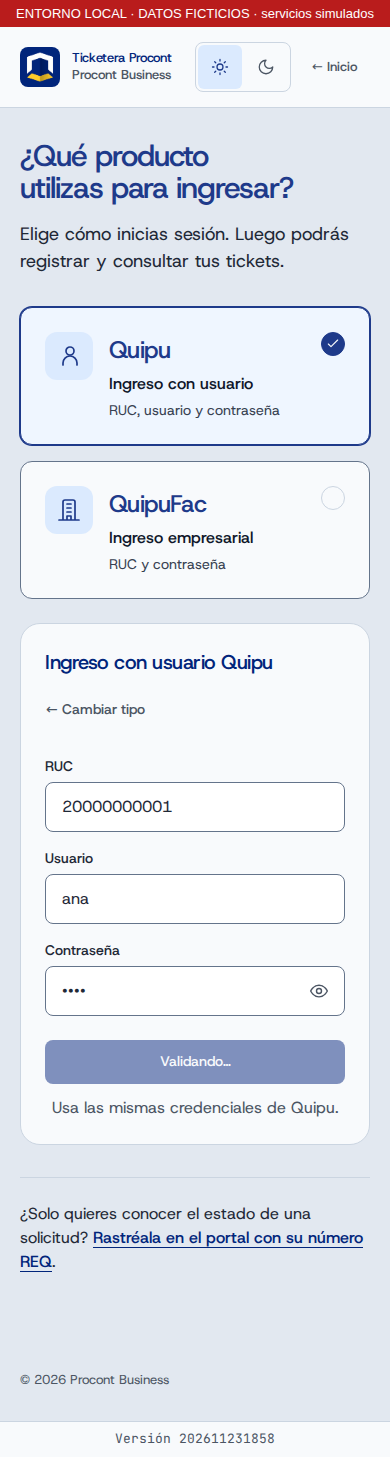 ENTORNO LOCAL · DATOS FICTICIOS · servicios simulados
Ticketera Procont
Procont Business
← Inicio
¿Qué producto
utilizas para ingresar?
Elige cómo inicias sesión. Luego podrás
registrar y consultar tus tickets.
Quipu
Ingreso con usuario
RUC, usuario y contraseña
QuipuFac
Ingreso empresarial
RUC y contraseña
Ingreso con usuario Quipu
← Cambiar tipo
RUC
20000000001
Usuario
ana
Contraseña
••••
Validando…
Usa las mismas credenciales de Quipu.
¿Solo quieres conocer el estado de una
solicitud? Rastréala en el portal con su número
REQ.
© 2026 Procont Business
Versión 202611231858